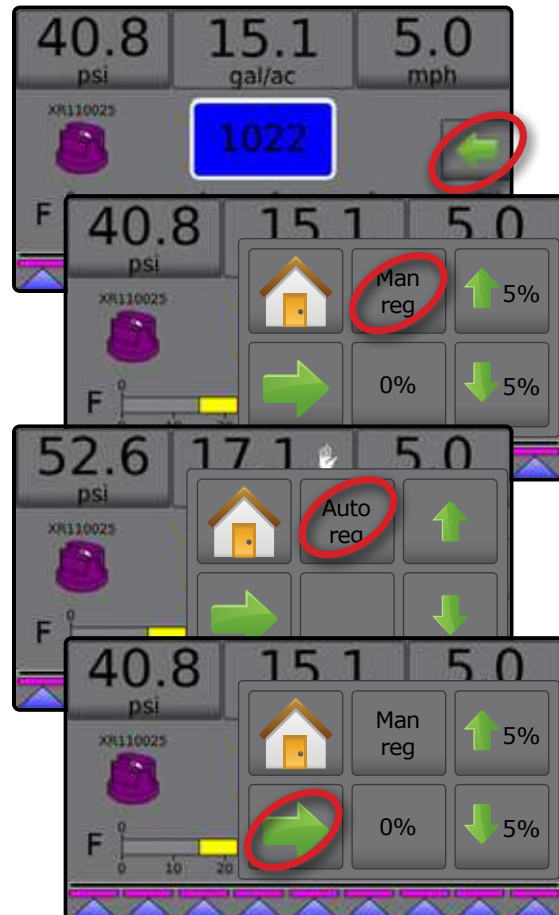 40.8 15.1 5.0
psi gal/ac mph
XR110025
1022
F
40.8 15.1 5.0
psi
XR110025
Man
reg
5%
0%
5%
F
0
10 20
52.6 17.1 5.0
psi
XR110025
Auto
reg
F
0
40.8 15 1 5 0
psi
XR110025
Man
reg
5%
0%
5%
F
0
10 20